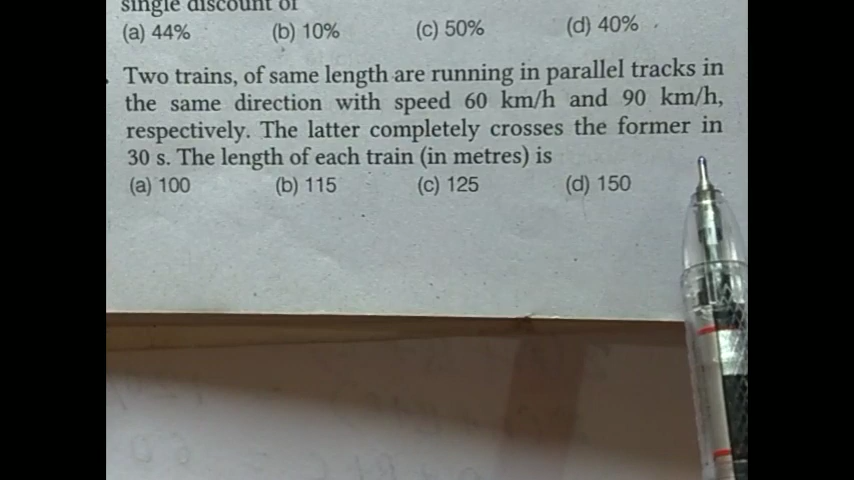 single discount of
(a) 44% (b) 10% (c) 50% (d) 40%
Two trains, of same length are running in parallel tracks in
the same direction with speed 60 km/h and 90 km/h,
respectively. The latter completely crosses the former in
30 s. The length of each train (in metres) is
(a) 100 (b) 115 (c) 125 (d) 150